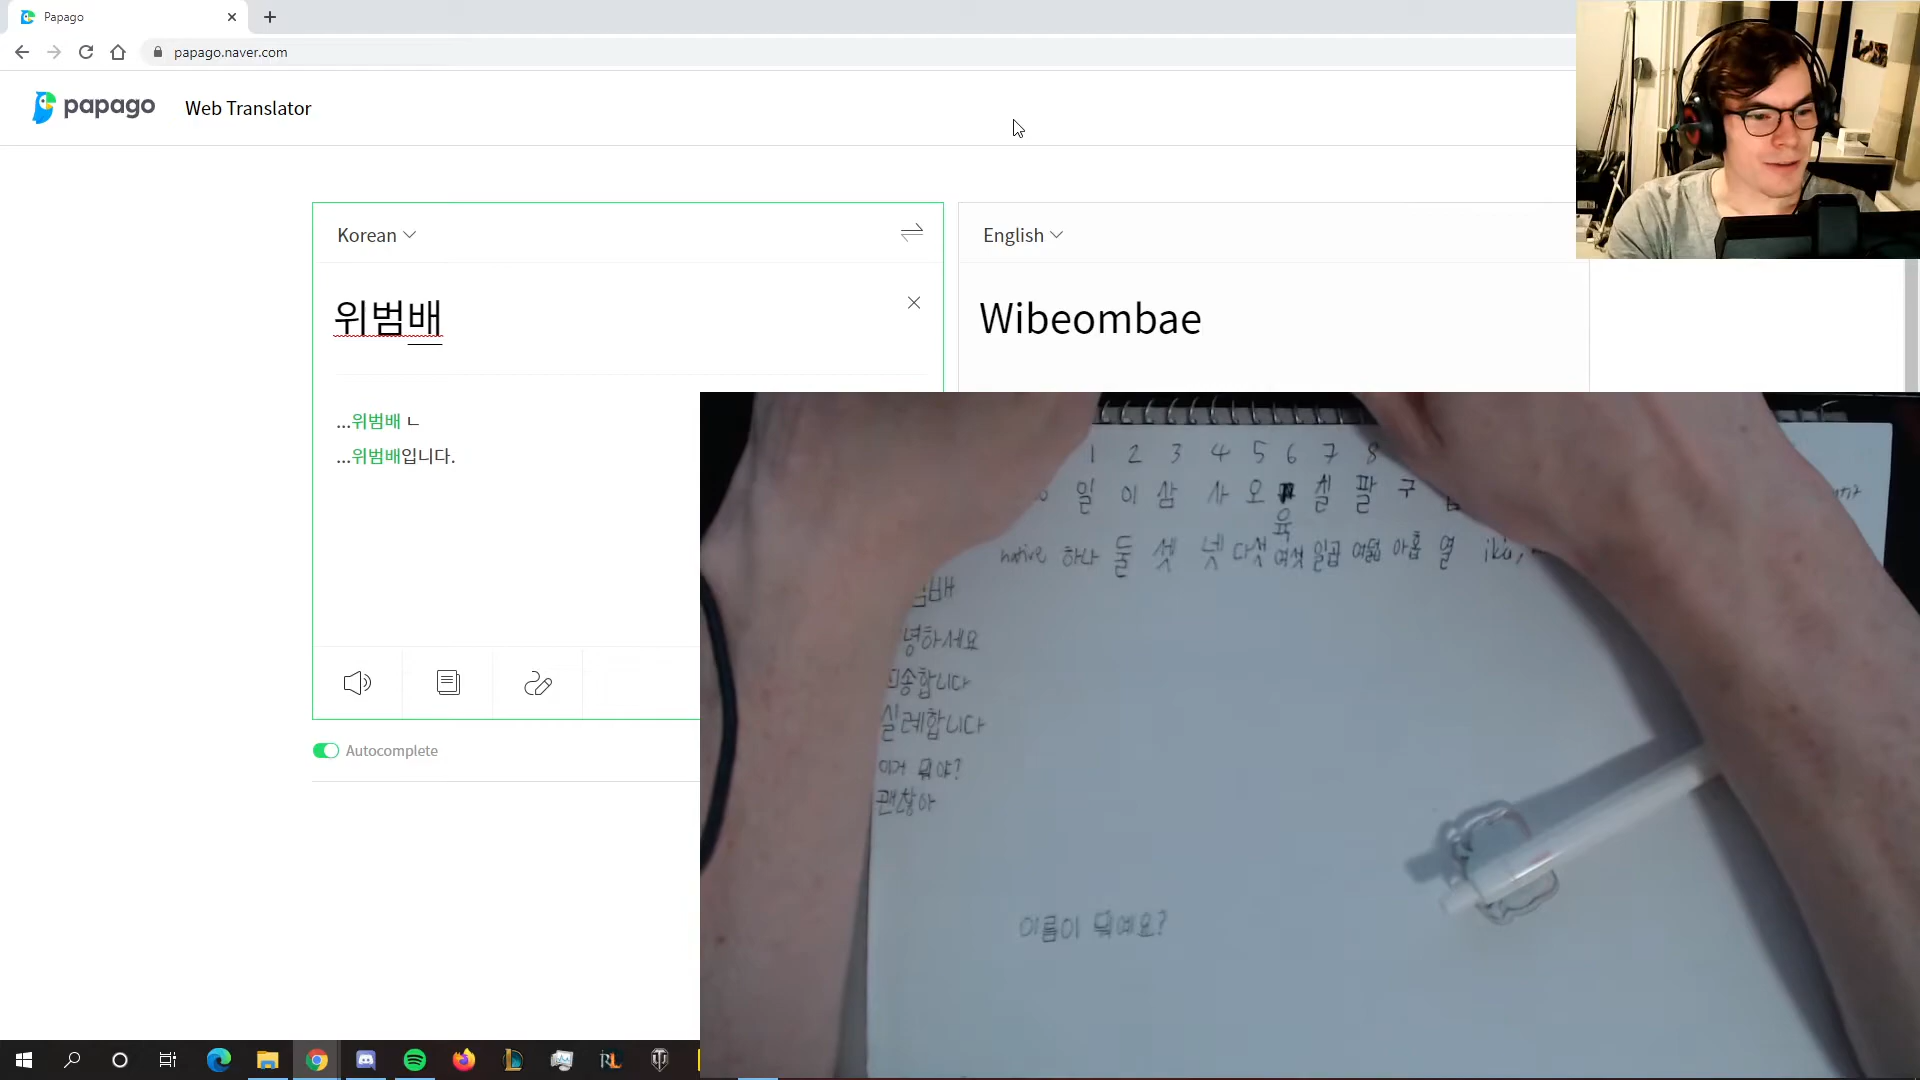 Papago
papago.naver.com
papago Web Translator
Korean
English
위범배
Wibeombae
...위범배 ㄴ
...위범배입니다.
Autocomplete
1 2 3 4 5 6 7 8
일 이 삼 사 오 육 칠 팔 구
native 하나 둘 셋 넷 다섯 여섯 일곱 여덟 아홉 열
범배
녕하세요
죄송합니다
실레합니다
이거 뭐야?
괜찮아
이름이 뭐예요?